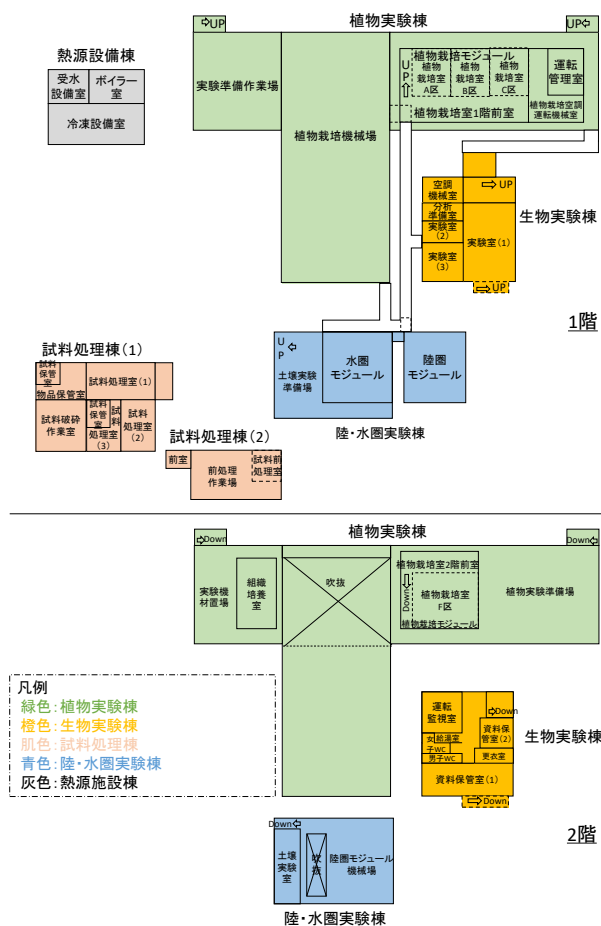 植物実験棟
⇨UP
UP⇦
熱源設備棟
受水
設備室
ボイラー
室
冷凍設備室
実験準備作業場
植物栽培機械場
植物栽培モジュール
UP⇨
植物
栽培室
A区
植物
栽培室
B区
植物
栽培室
C区
運転
管理室
植物栽培室1階前室
植物栽培空調
運転機械室
生物実験棟
空調
機械室
⇨UP
分析
準備室
実験室
(2)
実験室
(3)
実験室(1)
⇨UP
1階
UP⇦
土壌実験
準備場
水圏
モジュール
陸圏
モジュール
陸・水圏実験棟
試料処理棟(1)
試料
保管
室
物品保管室
試料処理室(1)
試料破砕
作業室
試料
保管
室
試料
処理室
(3)
試料
処理室
(2)
試料処理棟(2)
前室
前処理
作業場
試料前
処理室
植物実験棟
⇨Down
Down⇦
実験機
材置場
組織
培養
室
吹抜
植物栽培室2階前室
Down⇨
植物栽培室
F区
植物栽培モジュール
植物実験準備場
凡例
緑色:植物実験棟
橙色:生物実験棟
肌色:試料処理棟
青色:陸・水圏実験棟
灰色:熱源施設棟
生物実験棟
運転
監視室
⇨Down
資料保
管室(2)
女
子WC
給湯室
男子WC
更衣室
資料保管室(1)
⇨Down
2階
Down⇦
土壌
実験
室
吹抜
陸圏モジュール
機械場
陸・水圏実験棟